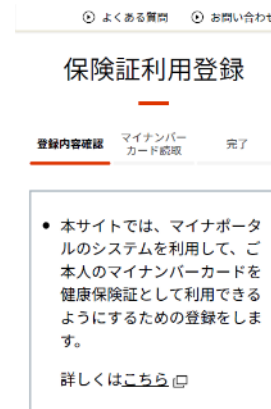 よくある質問 お問い合わせ
保険証利用登録
登録内容確認 マイナンバー
カード読取 完了
• 本サイトでは、マイナポータ
ルのシステムを利用して、ご
本人のマイナンバーカードを
健康保険証として利用できる
ようにするための登録をしま
す。
詳しくはこちら